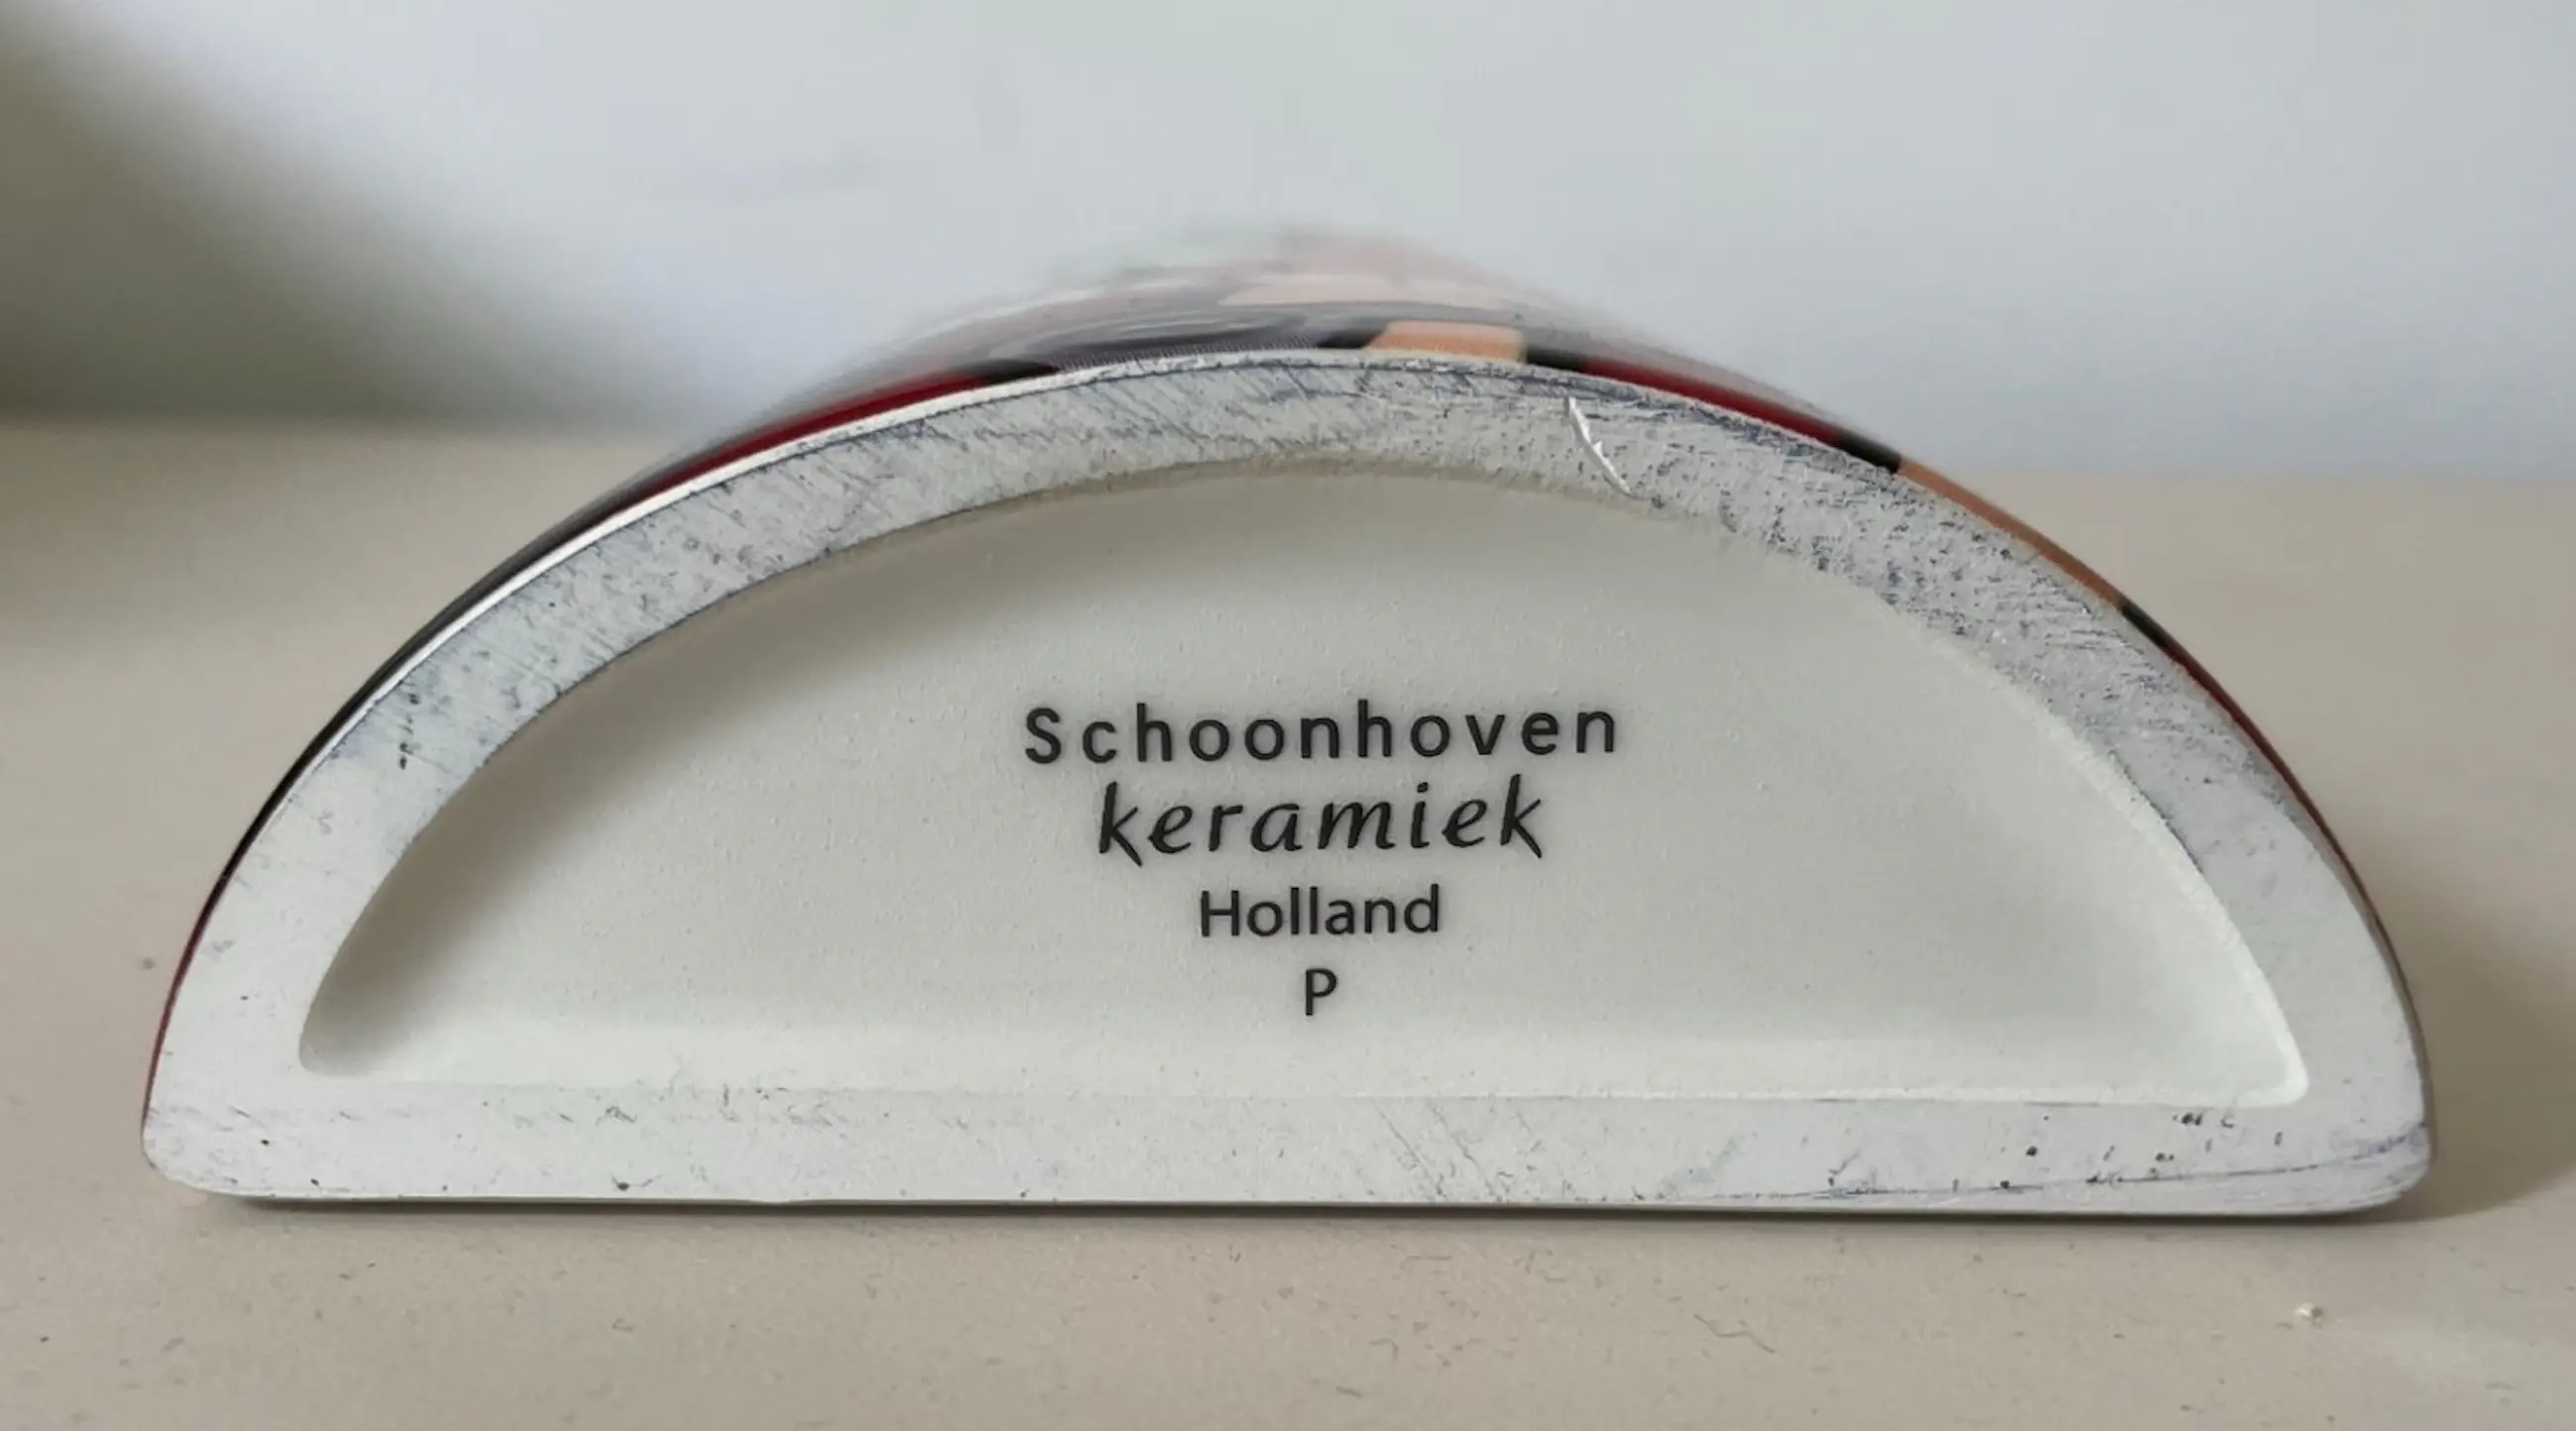 Schoonhoven
keramiek
Holland
P